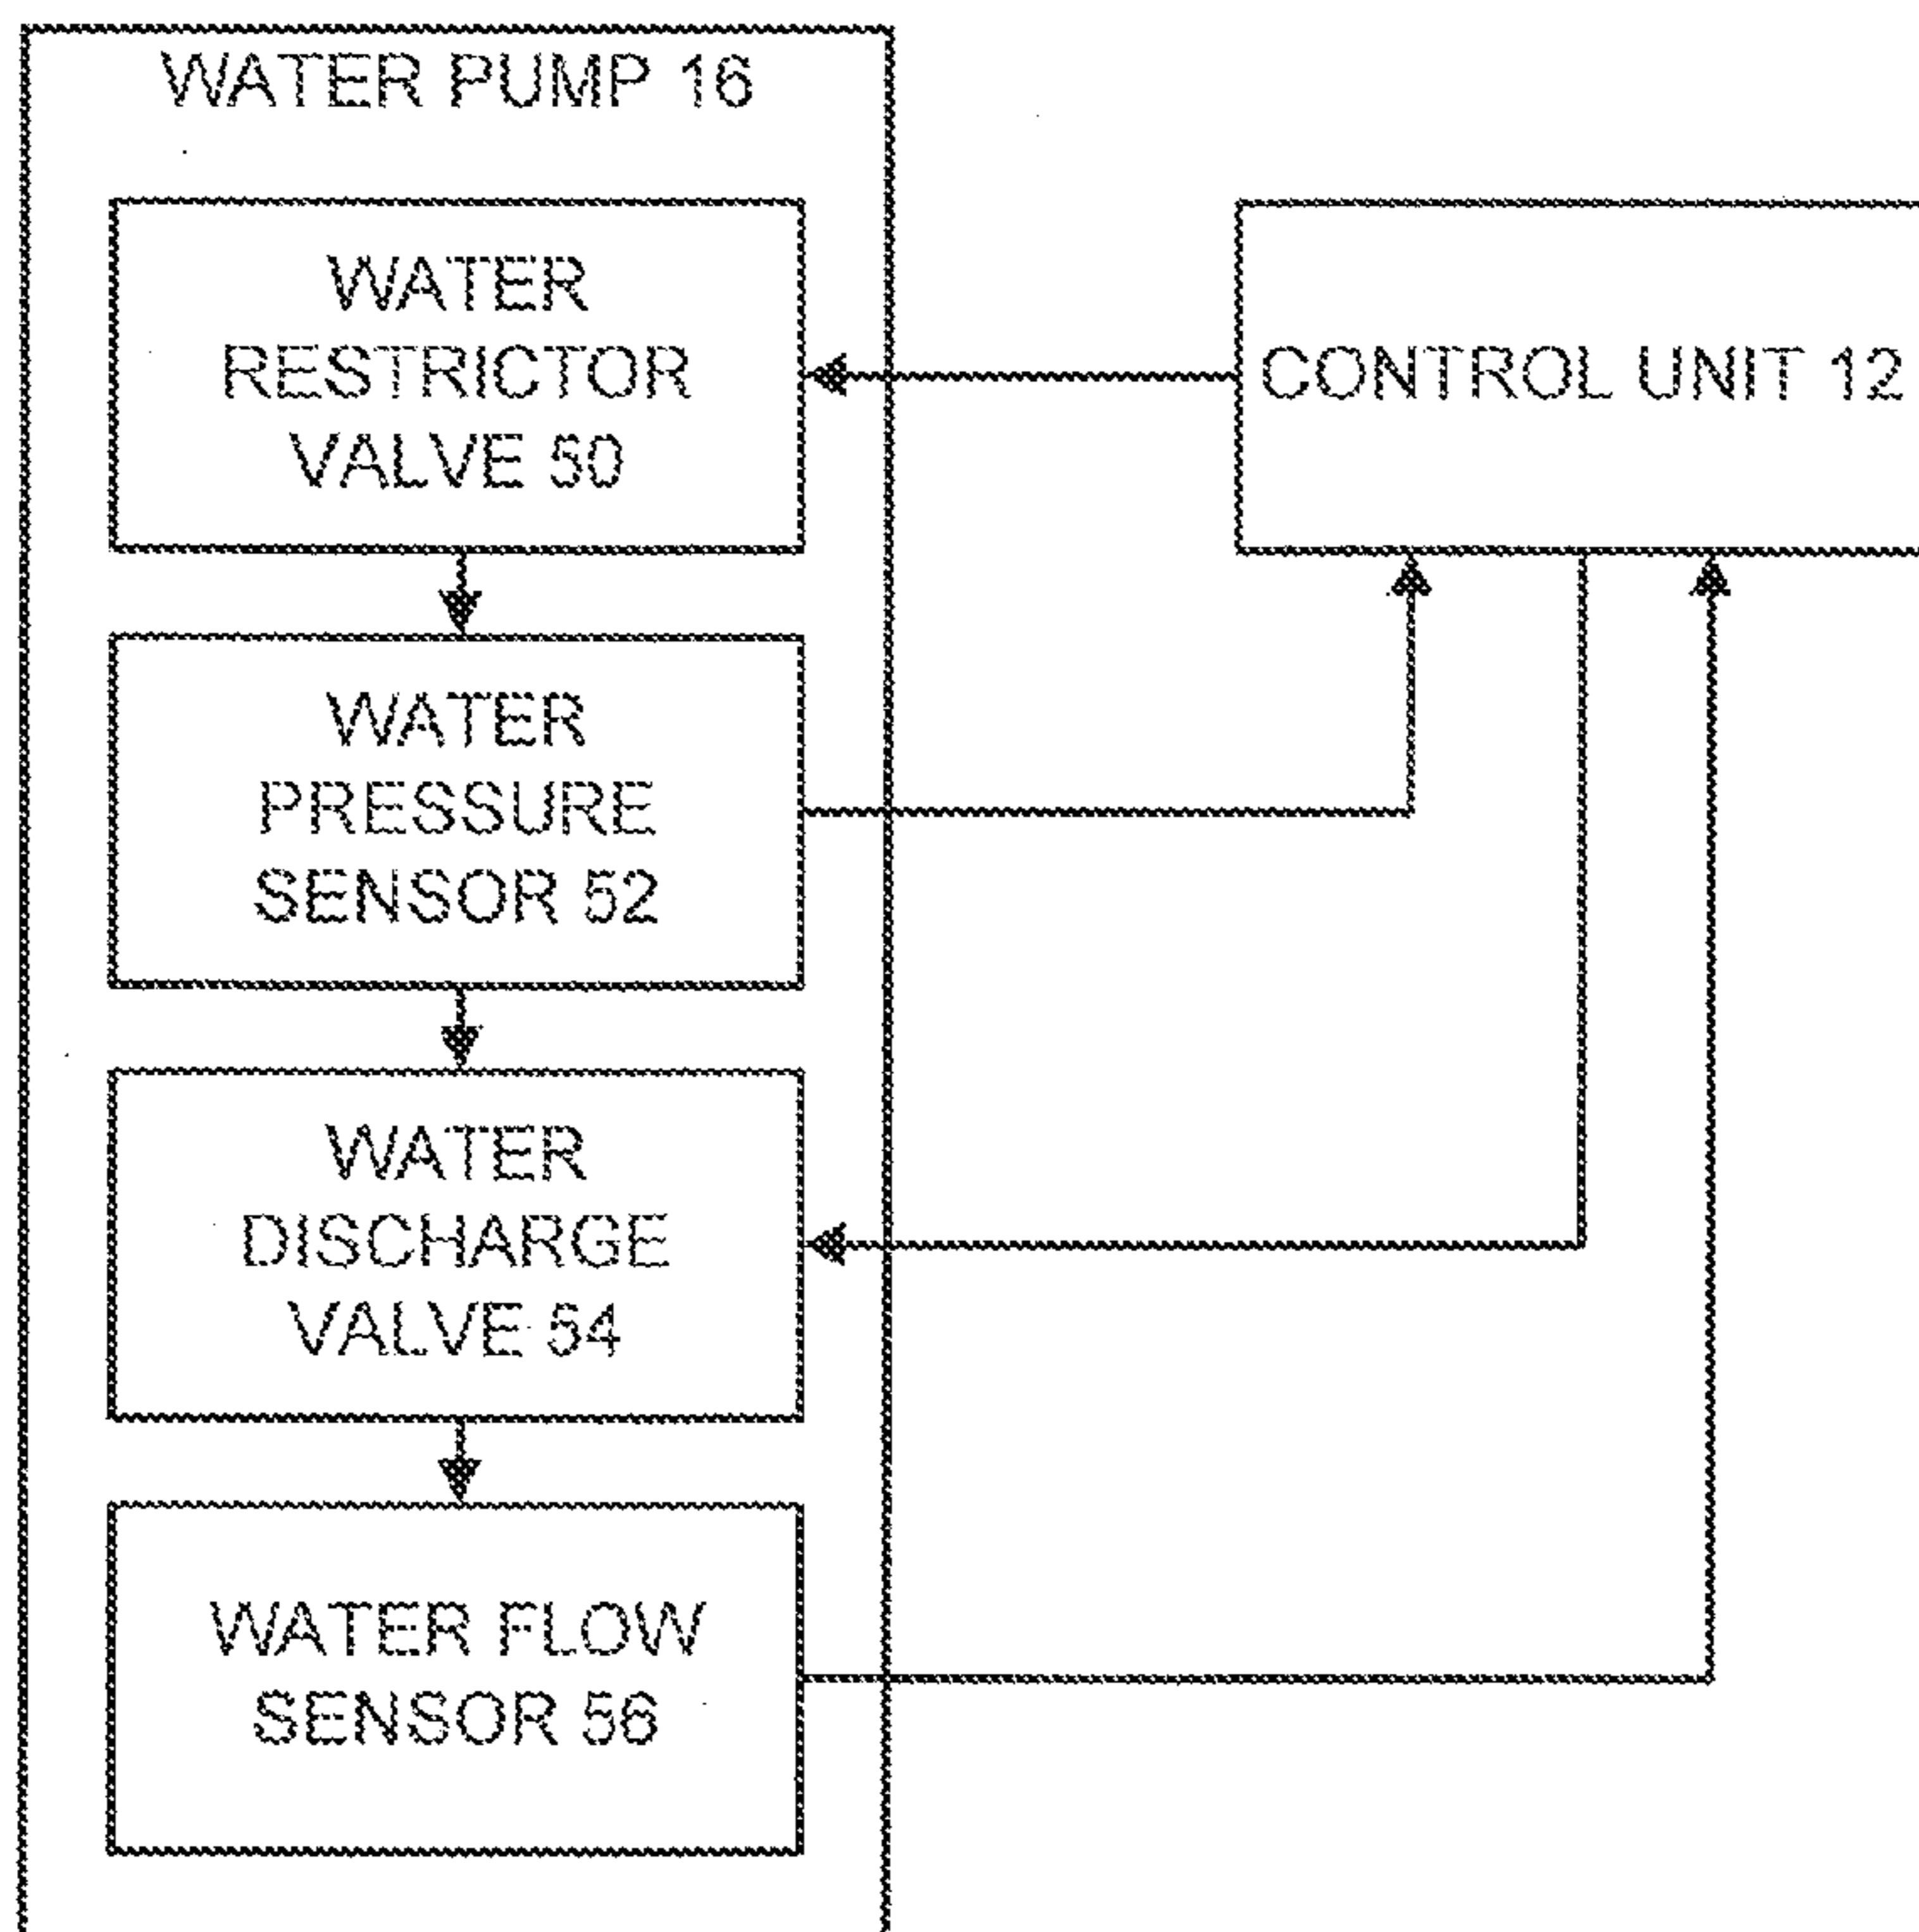 WATER PUMP 16
WATER
RESTRICTOR
VALVE 50
CONTROL UNIT 12
WATER
PRESSURE
SENSOR 52
WATER
DISCHARGE
VALVE 54
WATER FLOW
SENSOR 56